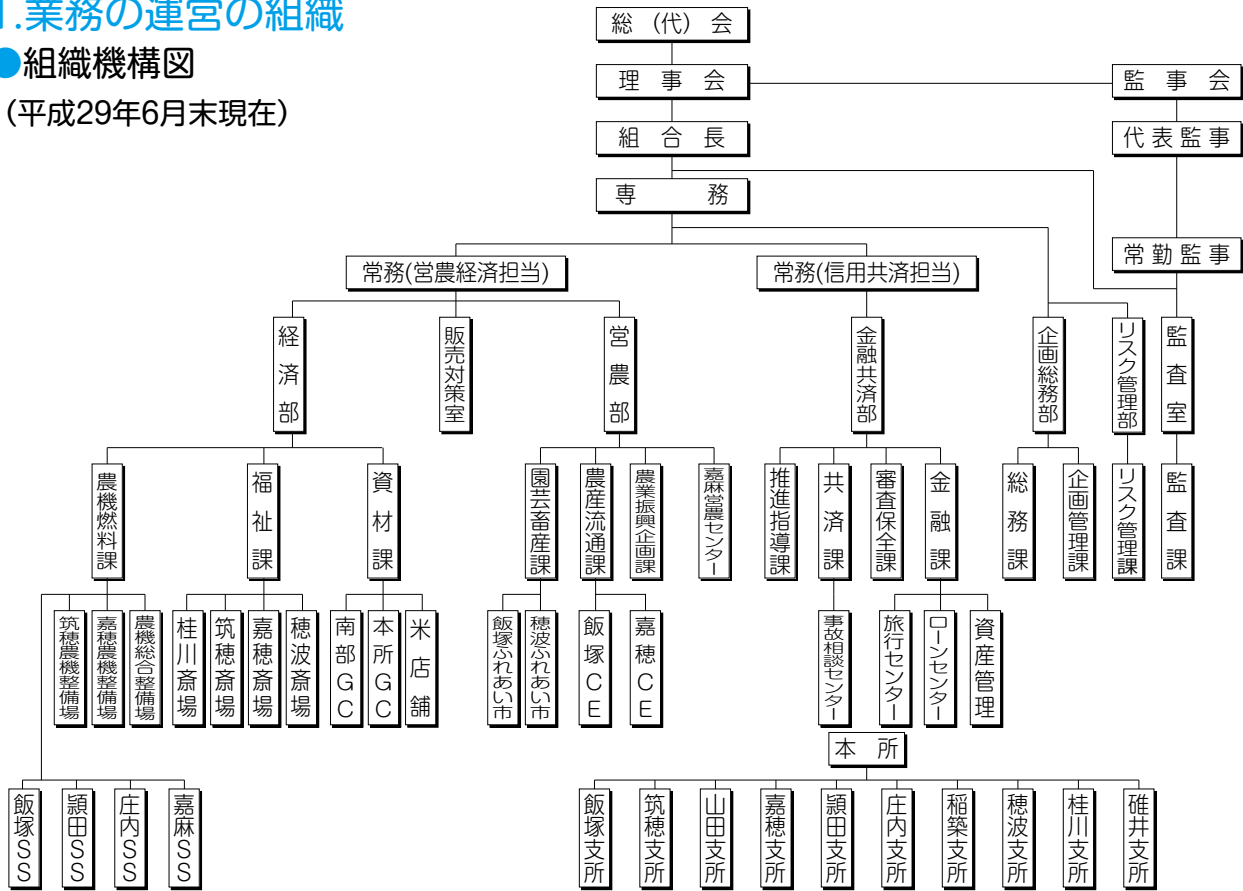 1.業務の運営の組織
●組織機構図
(平成29年6月末現在)
総（代）会
理事会
監事会
組合長
代表監事
専務
常勤監事
常務(営農経済担当)
常務(信用共済担当)
経済部
販売対策室
営農部
金融共済部
企画総務部
リスク管理部
監査室
農機燃料課
福祉課
資材課
園芸畜産課
農産流通課
農業振興企画課
嘉麻営農センター
推進指導課
共済課
審査保全課
金融課
総務課
企画管理課
リスク管理課
監査課
筑穂農機整備場
嘉穂農機整備場
農機総合整備場
桂川斎場
筑穂斎場
嘉穂斎場
穂波斎場
南部GC
本所GC
米店舗
飯塚ふれあい市
穂波ふれあい市
飯塚CE
嘉穂CE
事故相談センター
旅行センター
ローンセンター
資産管理
本所
飯塚SS
頴田SS
庄内SS
嘉麻SS
飯塚支所
筑穂支所
山田支所
嘉穂支所
頴田支所
庄内支所
稲築支所
穂波支所
桂川支所
碓井支所